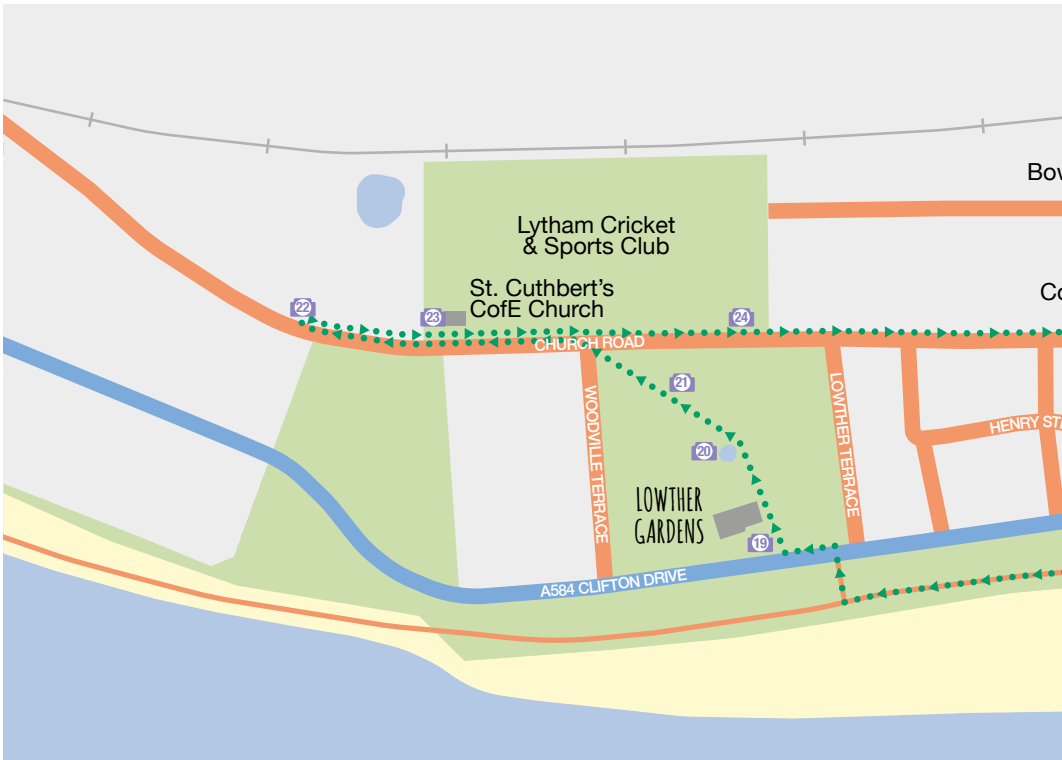 Bow
Lytham Cricket
& Sports Club
St. Cuthbert's
CofE Church
Co
22
23
24
CHURCH ROAD
21
20
WOODVILLE TERRACE
LOWTHER TERRACE
HENRY ST
LOWTHER
GARDENS
19
A584 CLIFTON DRIVE